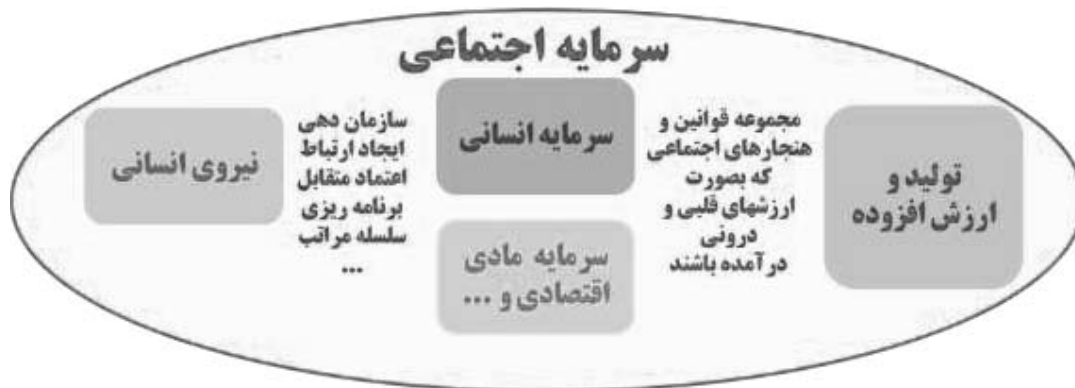 سرمایه اجتماعی
تولید و
ارزش افزوده
مجموعه قوانین و
هنجارهای اجتماعی
که بصورت
ارزشهای قلبی و
درونی
درآمده باشند
سرمایه انسانی
سرمایه مادی
اقتصادی و ...
سازمان دهی
ایجاد ارتباط
اعتماد متقابل
برنامه ریزی
سلسله مراتب
...
نیروی انسانی